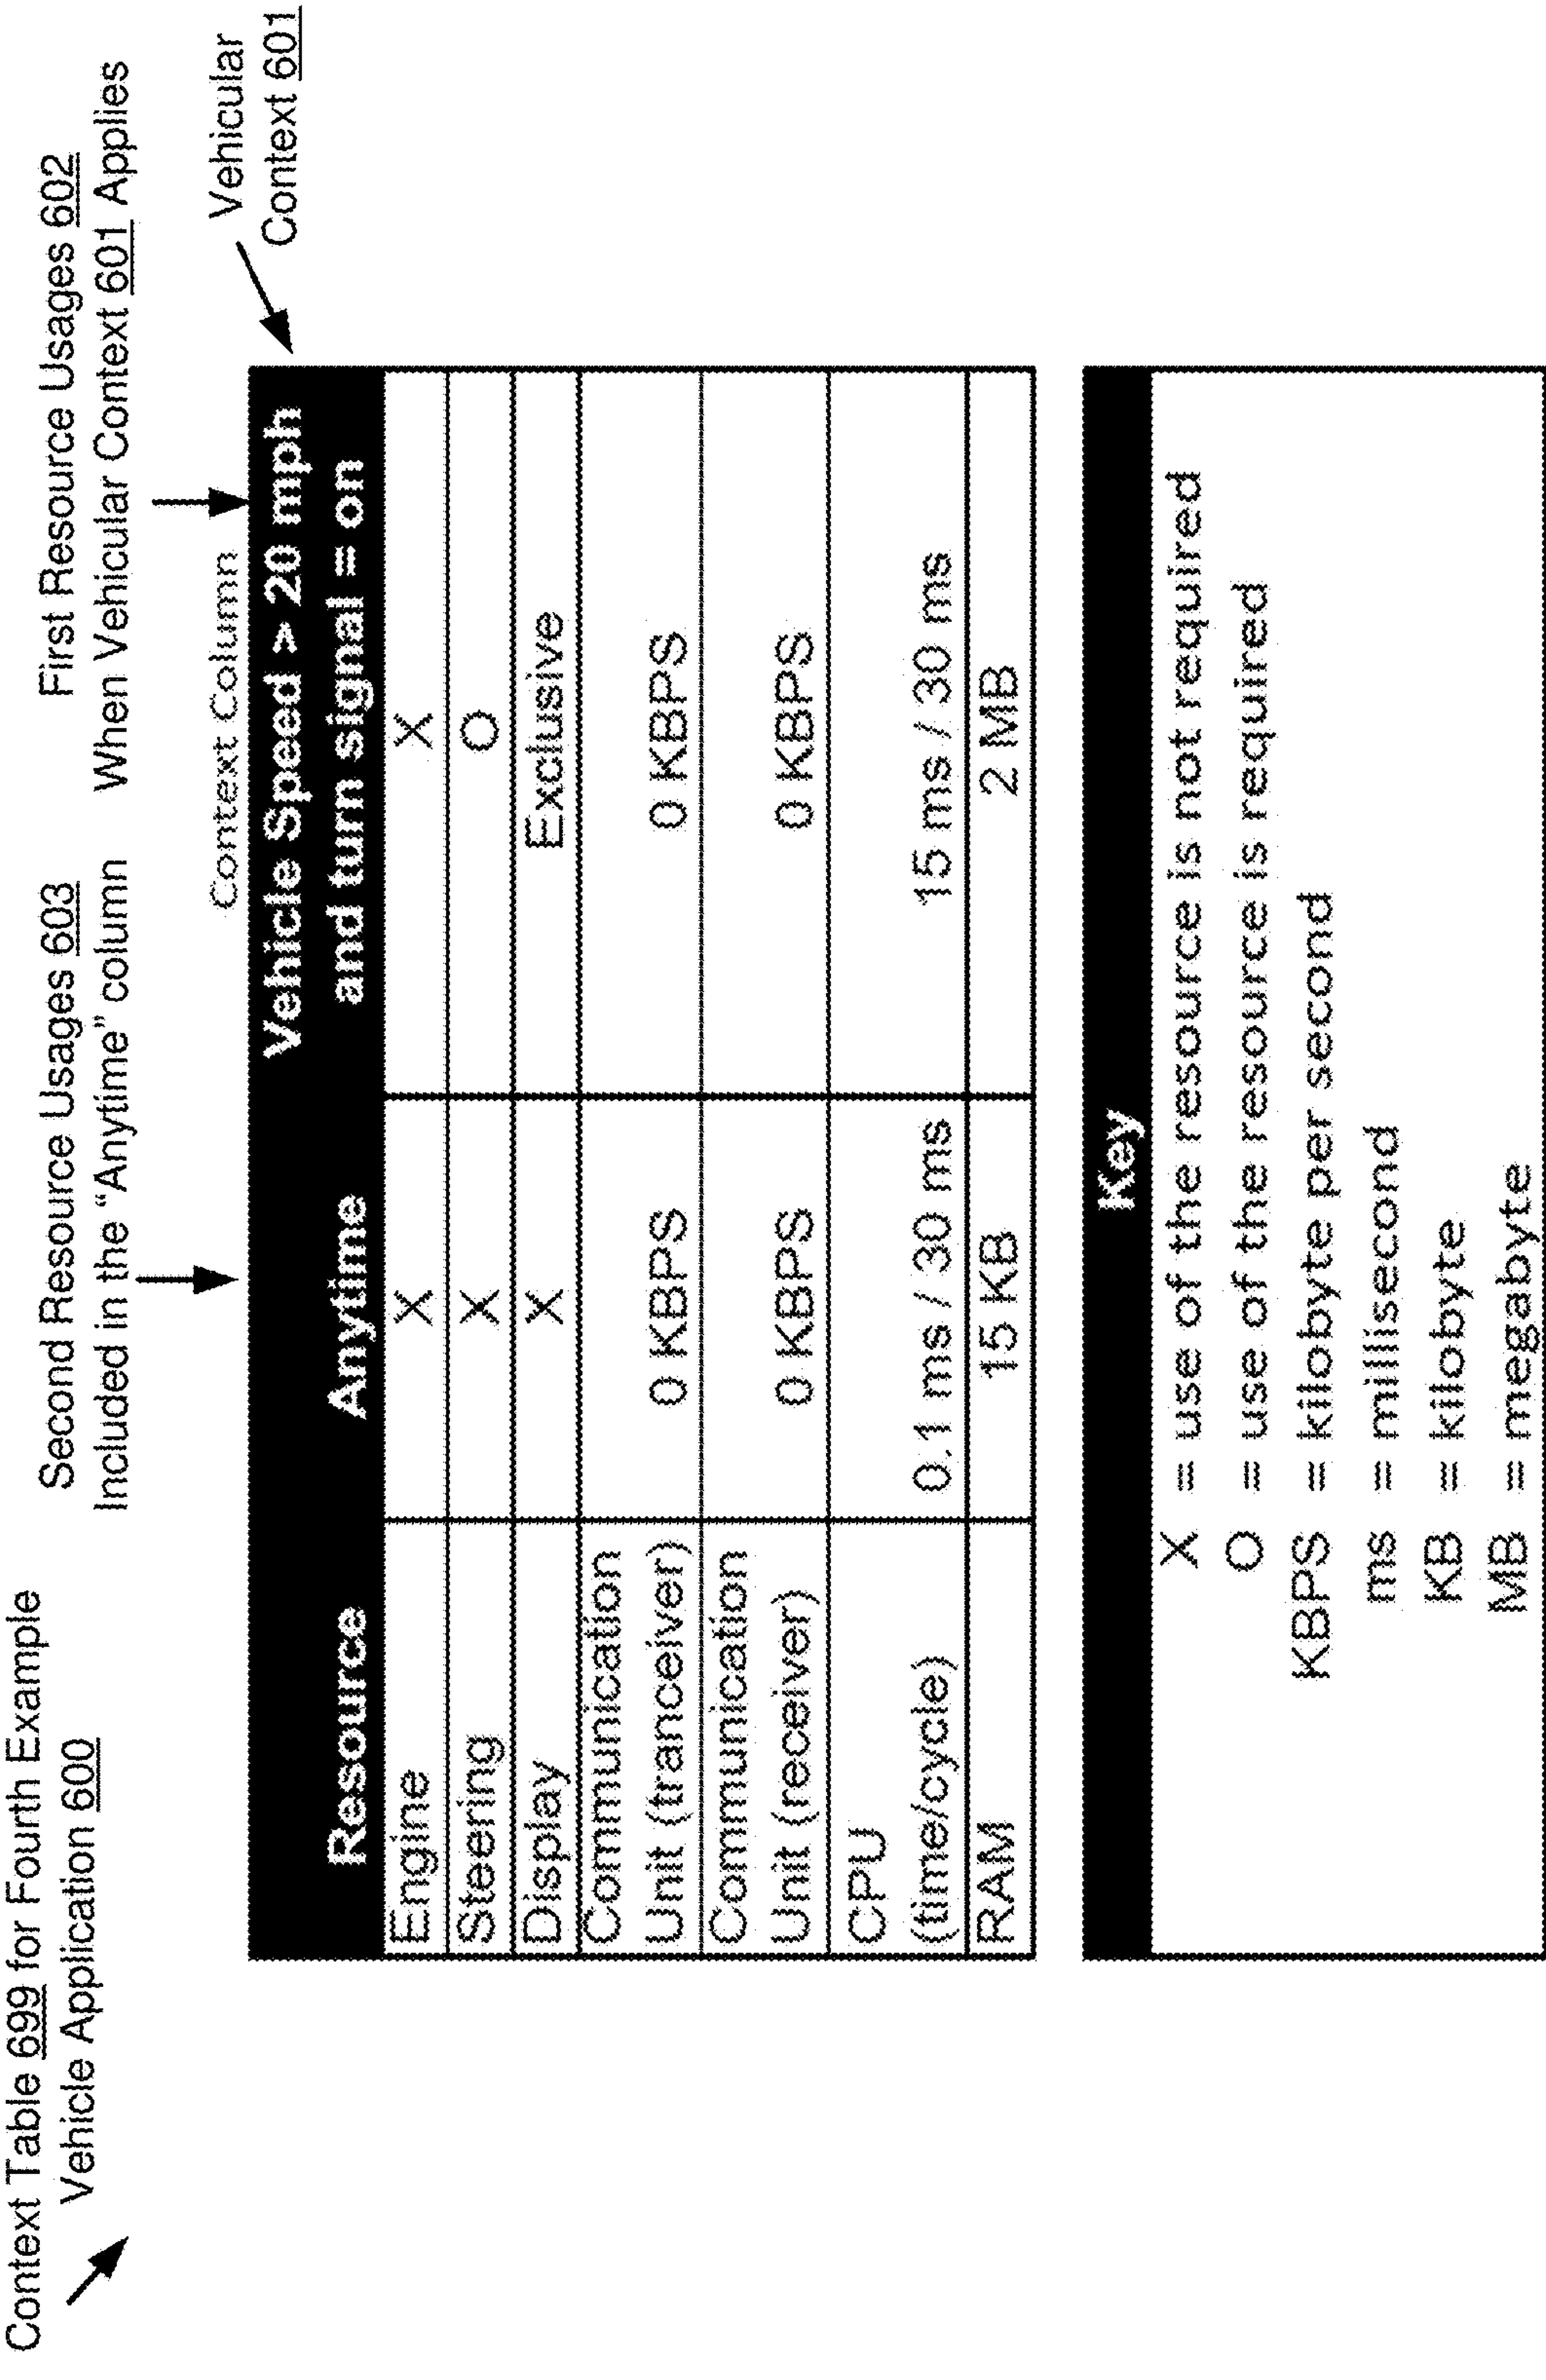 Context Table 699 for Fourth Example
Vehicle Application 600
Second Resource Usages 603
Included in the "Anytime" column
First Resource Usages 602
When Vehicular Context 601 Applies
Context Column
Vehicular
Context 601
Resource Anytime Vehicle Speed > 20 mph
and turn signal = on
Engine X X
Steering X O
Display X Exclusive
Communication
Unit (tranceiver) 0 KBPS 0 KBPS
Communication
Unit (receiver) 0 KBPS 0 KBPS
CPU
(time/cycle) 0.1 ms / 30 ms 15 ms / 30 ms
RAM 15 KB 2 MB
Key
X = use of the resource is not required
O = use of the resource is required
KBPS = kilobyte per second
ms = millisecond
KB = kilobyte
MB = megabyte